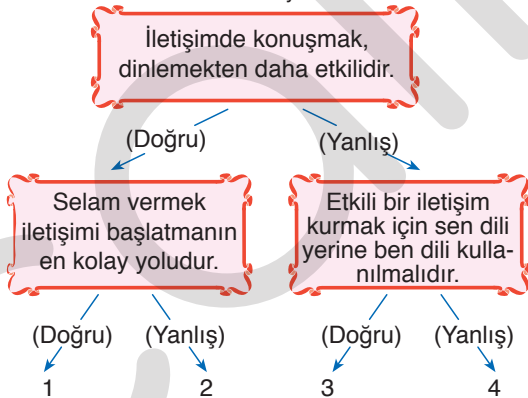 İletişimde konuşmak,
dinlemekten daha etkilidir.
(Doğru) (Yanlış)
Selam vermek
iletişimi başlatmanın
en kolay yoludur.
Etkili bir iletişim
kurmak için sen dili
yerine ben dili kulla-
nılmalıdır.
(Doğru) (Yanlış) (Doğru) (Yanlış)
1 2 3 4